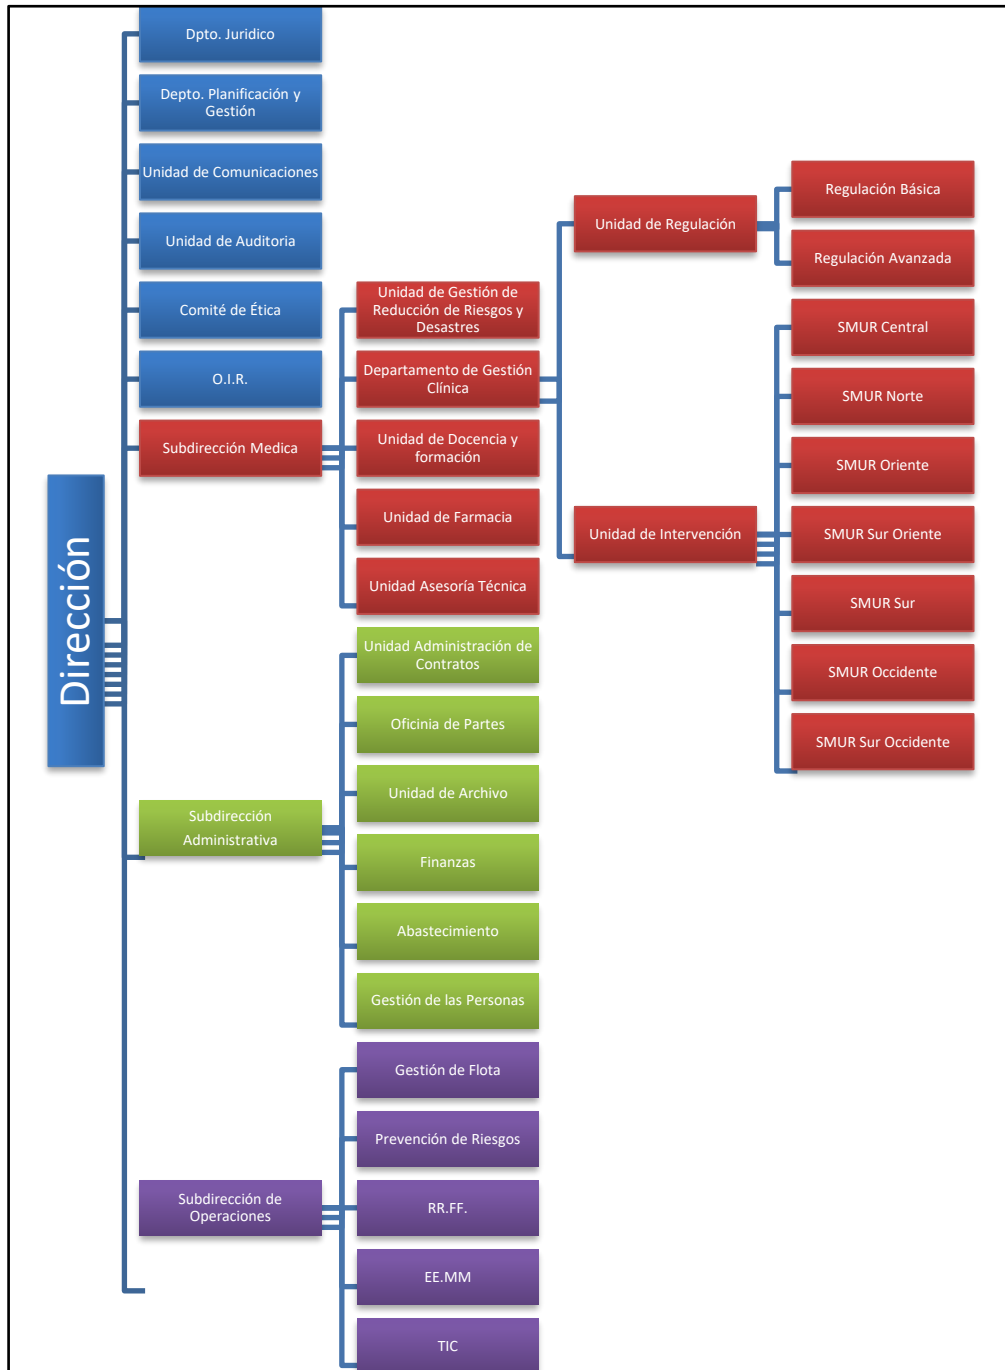 Dirección
Dpto. Juridico
Depto. Planificación y
Gestión
Unidad de Comunicaciones
Unidad de Auditoria
Comité de Ética
O.I.R.
Subdirección Medica
Unidad de Gestión de
Reducción de Riesgos y
Desastres
Departamento de Gestión
Clínica
Unidad de Regulación
Regulación Básica
Regulación Avanzada
Unidad de Intervención
SMUR Central
SMUR Norte
SMUR Oriente
SMUR Sur Oriente
SMUR Sur
SMUR Occidente
SMUR Sur Occidente
Unidad de Docencia y
formación
Unidad de Farmacia
Unidad Asesoría Técnica
Subdirección
Administrativa
Unidad Administración de
Contratos
Oficinia de Partes
Unidad de Archivo
Finanzas
Abastecimiento
Gestión de las Personas
Subdirección de
Operaciones
Gestión de Flota
Prevención de Riesgos
RR.FF.
EE.MM
TIC